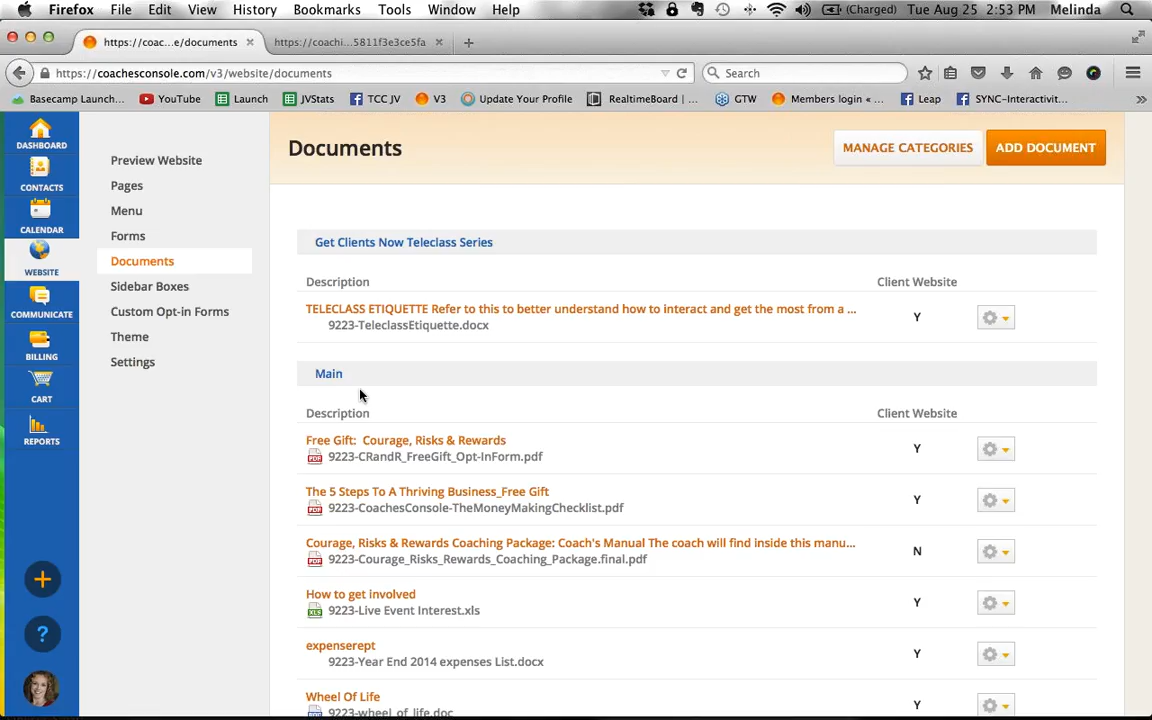 Firefox File Edit View History Bookmarks Tools Window Help (Charged) Tue Aug 25 2:53 PM Melinda
https://coac...e/documents https://coachi...5811f3e3ce5fa
https://coachesconsole.com/v3/website/documents Search
Basecamp Launch... YouTube Launch JVStats TCC JV V3 Update Your Profile RealtimeBoard | ... GTW Members login « ... Leap SYNC-Interactivit...
DASHBOARD
CONTACTS
CALENDAR
WEBSITE
COMMUNICATE
BILLING
CART
REPORTS
Preview Website
Pages
Menu
Forms
Documents
Sidebar Boxes
Custom Opt-in Forms
Theme
Settings
Documents MANAGE CATEGORIES ADD DOCUMENT
Get Clients Now Teleclass Series
Description Client Website
TELECLASS ETIQUETTE Refer to this to better understand how to interact and get the most from a ... Y
9223-TeleclassEtiquette.docx
Main
Description Client Website
Free Gift: Courage, Risks & Rewards Y
9223-CRandR_FreeGift_Opt-InForm.pdf
The 5 Steps To A Thriving Business_Free Gift Y
9223-CoachesConsole-TheMoneyMakingChecklist.pdf
Courage, Risks & Rewards Coaching Package: Coach's Manual The coach will find inside this manu... N
9223-Courage_Risks_Rewards_Coaching_Package.final.pdf
How to get involved Y
9223-Live Event Interest.xls
expenserept Y
9223-Year End 2014 expenses List.docx
Wheel Of Life Y
9223-wheel_of_life.doc